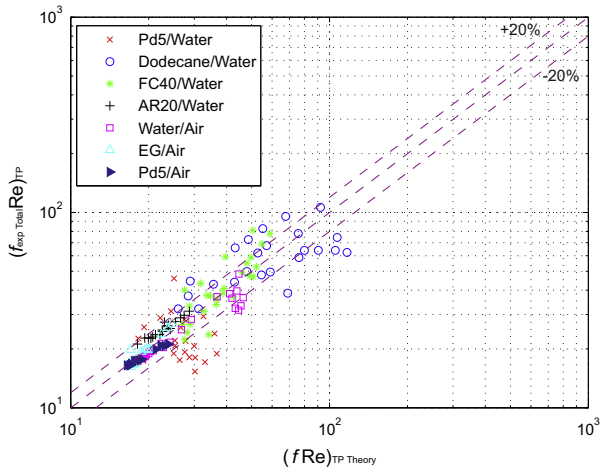 +20%
-20%
Pd5/Water
Dodecane/Water
FC40/Water
AR20/Water
Water/Air
EG/Air
Pd5/Air
10^3
10^2
10^1
(f_exp Total Re)_TP
10^1 10^2 10^3
(f Re)_TP Theory